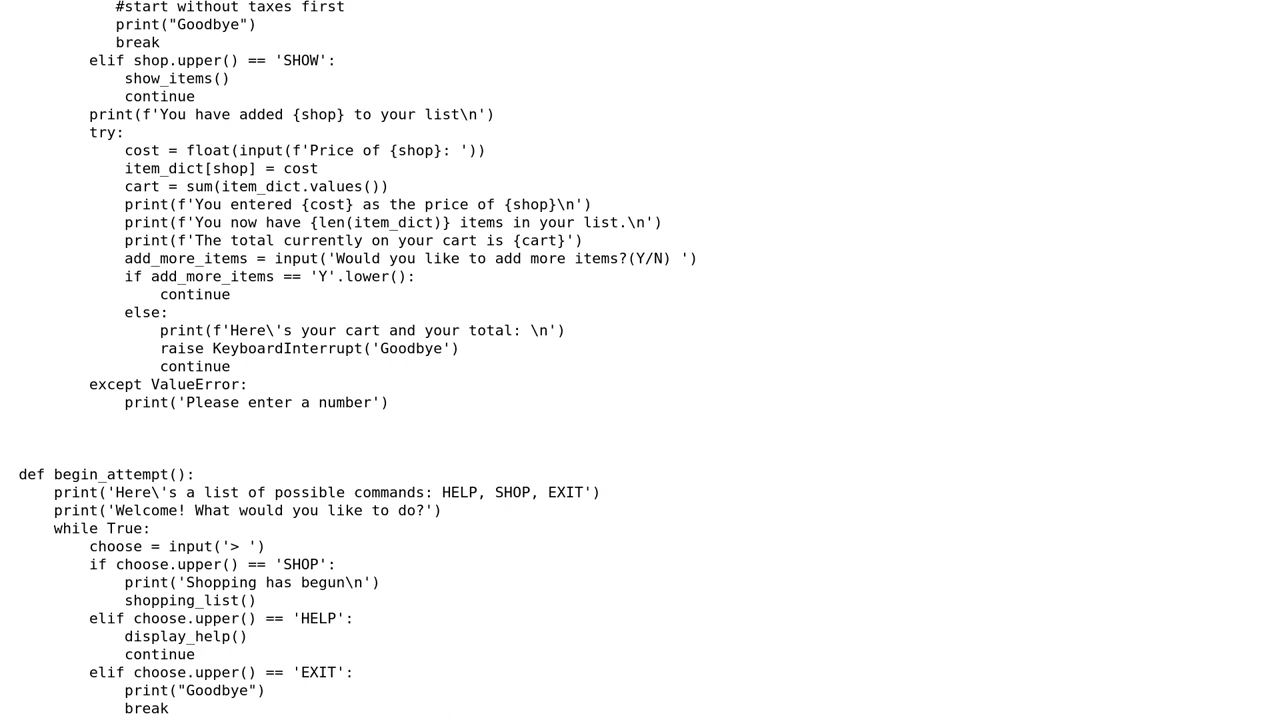 #start without taxes first
print("Goodbye")
break
elif shop.upper() == 'SHOW':
show_items()
continue
print(f'You have added {shop} to your list\n')
try:
cost = float(input(f'Price of {shop}: '))
item_dict[shop] = cost
cart = sum(item_dict.values())
print(f'You entered {cost} as the price of {shop}\n')
print(f'You now have {len(item_dict)} items in your list.\n')
print(f'The total currently on your cart is {cart}')
add_more_items = input('Would you like to add more items?(Y/N) ')
if add_more_items == 'Y'.lower():
continue
else:
print(f'Here\'s your cart and your total: \n')
raise KeyboardInterrupt('Goodbye')
continue
except ValueError:
print('Please enter a number')
def begin_attempt():
print('Here\'s a list of possible commands: HELP, SHOP, EXIT')
print('Welcome! What would you like to do?')
while True:
choose = input('> ')
if choose.upper() == 'SHOP':
print('Shopping has begun\n')
shopping_list()
elif choose.upper() == 'HELP':
display_help()
continue
elif choose.upper() == 'EXIT':
print("Goodbye")
break